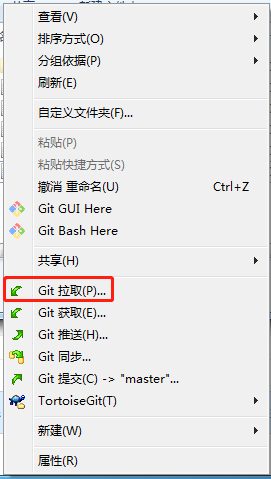 查看(V)
排序方式(O)
分组依据(P)
刷新(E)
自定义文件夹(F)...
粘贴(P)
粘贴快捷方式(S)
撤消 重命名(U) Ctrl+Z
Git GUI Here
Git Bash Here
共享(H)
Git 拉取(P)...
Git 获取(E)...
Git 推送(H)...
Git 同步...
Git 提交(C) -> "master"...
TortoiseGit(T)
新建(W)
属性(R)